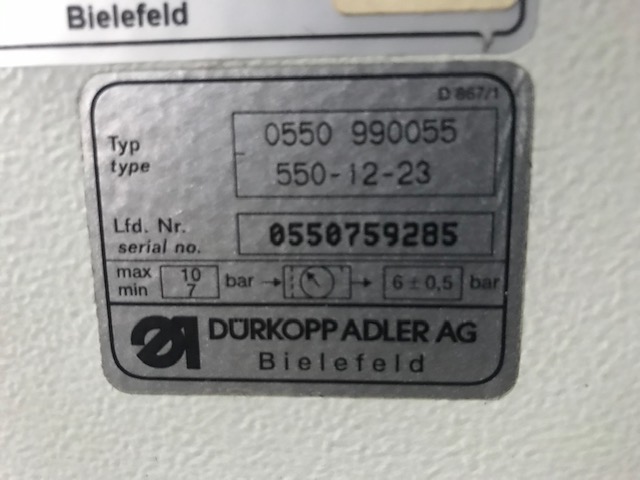 Bielefeld
D 867/1
Typ
type
0550 990055
550-12-23
Lfd. Nr.
serial no.
0550759285
max
min
10
7
bar
6 ± 0,5
bar
DÜRKOPP ADLER AG
Bielefeld